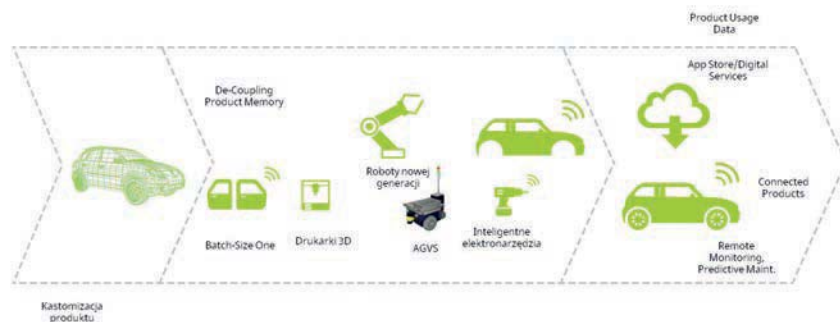 Product Usage
Data
App Store/Digital
Services
De-Coupling
Product Memory
Roboty nowej
generacji
Batch-Size One
Drukarki 3D
AGVS
Inteligentne
elektronarzędzia
Connected
Products
Remote
Monitoring,
Predictive Maint.
Kastomizacja
produktu